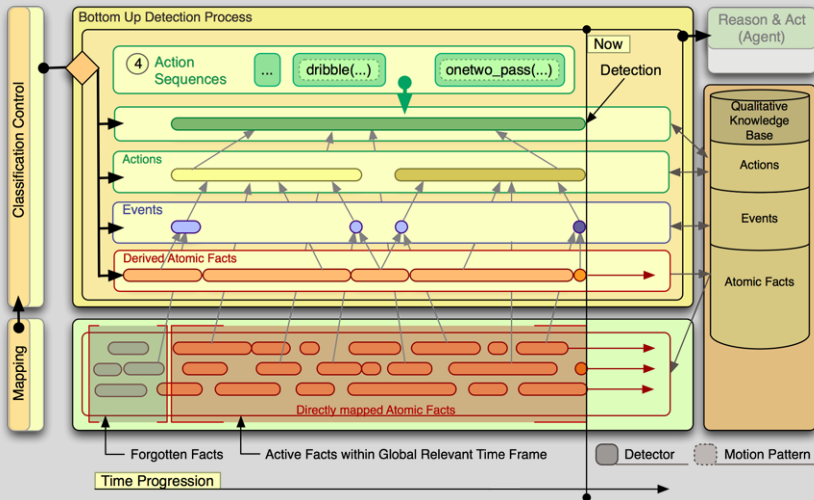 Bottom Up Detection Process
Reason & Act
(Agent)
Classification Control
Mapping
4
Action
Sequences
...
dribble(...)
onetwo_pass(...)
Now
Detection
Actions
Events
Derived Atomic Facts
Qualitative
Knowledge
Base
Actions
Events
Atomic Facts
Directly mapped Atomic Facts
Forgotten Facts
Active Facts within Global Relevant Time Frame
Detector
Motion Pattern
Time Progression